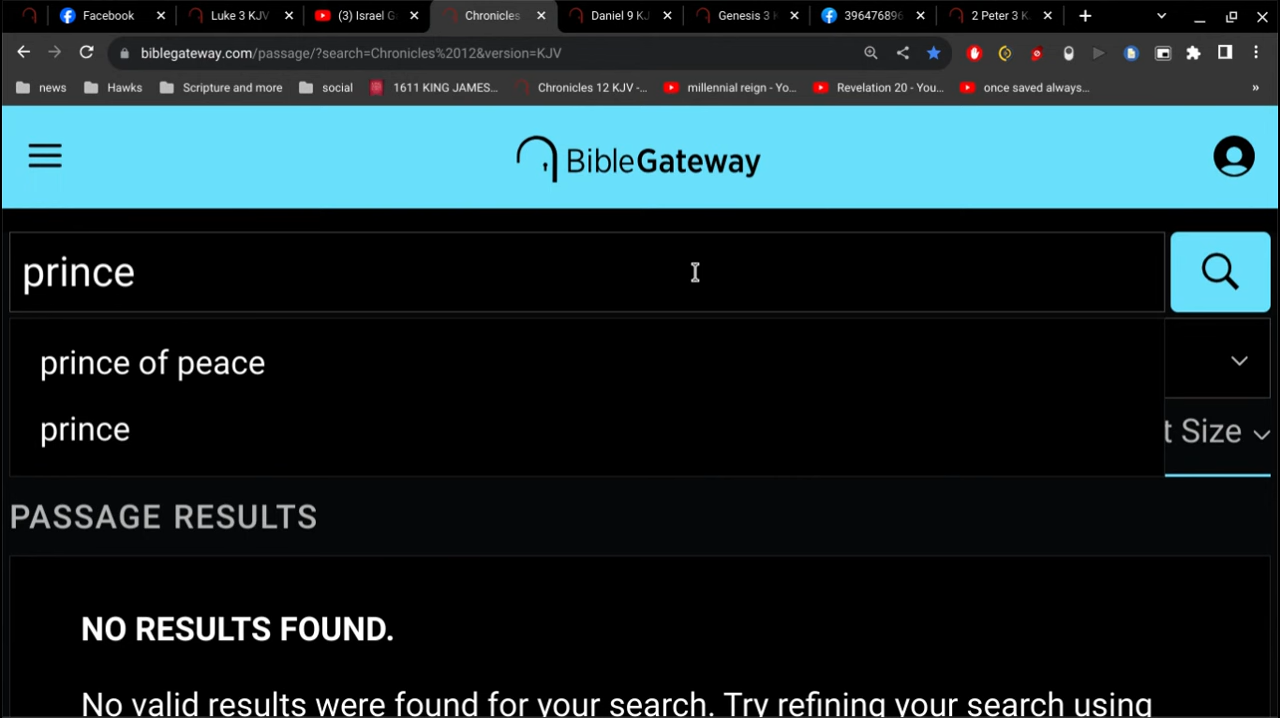 Facebook
Luke 3 KJV
(3) Israel G
Chronicles
Daniel 9 KJ
Genesis 3
396476896
2 Peter 3 K
biblegateway.com/passage/?search=Chronicles%2012&version=KJV
news
Hawks
Scripture and more
social
1611 KING JAMES...
Chronicles 12 KJV -...
millennial reign - Yo...
Revelation 20 - You...
once saved always...
»
BibleGateway
prince
prince of peace
prince
t Size
PASSAGE RESULTS
NO RESULTS FOUND.
No valid results were found for your search. Try refining your search using